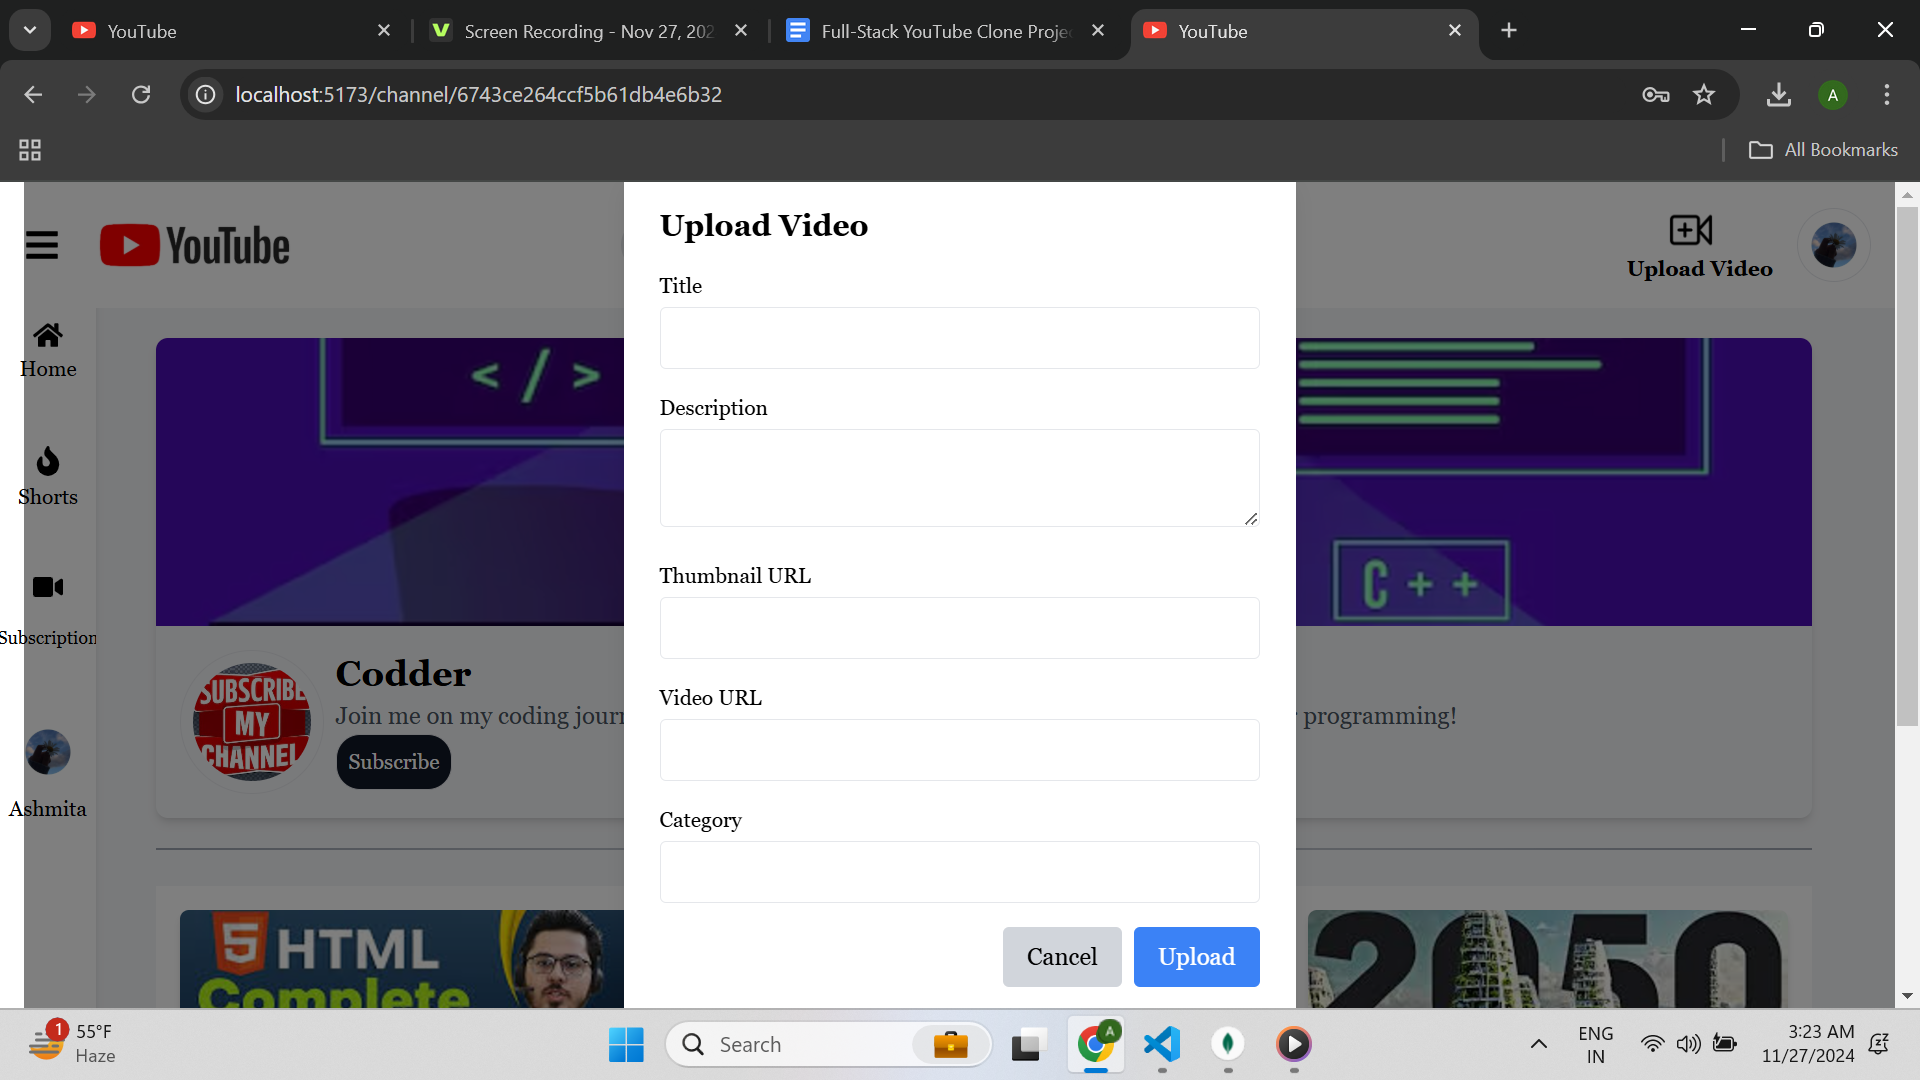 YouTube
Screen Recording - Nov 27, 202
Full-Stack YouTube Clone Proje
YouTube
localhost:5173/channel/6743ce264ccf5b61db4e6b32
A
All Bookmarks
YouTube
Upload Video
Home
Shorts
Subscription
Ashmita
</>
C++
SUBSCRIBE
MY
CHANNEL
Codder
Join me on my coding jour
programming!
Subscribe
5 HTML
Complete
2050
Upload Video
Title
Description
Thumbnail URL
Video URL
Category
Cancel
Upload
1
55°F
Haze
Search
A
ENG
IN
3:23 AM
11/27/2024